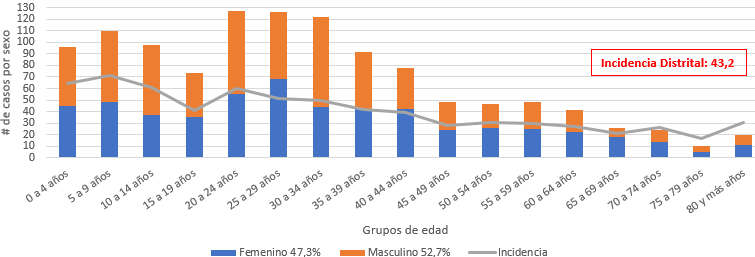 # de casos por sexo
130
120
110
100
90
80
70
60
50
40
30
20
10
0
Incidencia Distrital: 43,2
0 a 4 años
5 a 9 años
10 a 14 años
15 a 19 años
20 a 24 años
25 a 29 años
30 a 34 años
35 a 39 años
40 a 44 años
45 a 49 años
50 a 54 años
55 a 59 años
60 a 64 años
65 a 69 años
70 a 74 años
75 a 79 años
80 y más años
Grupos de edad
Femenino 47,3%
Masculino 52,7%
Incidencia